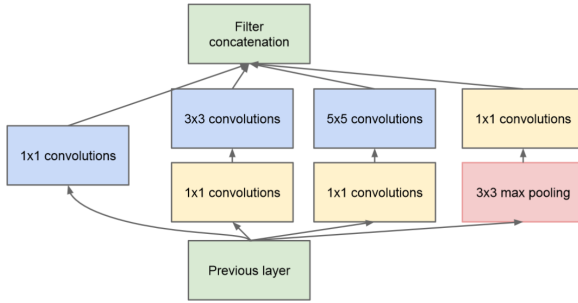 Filter
concatenation
3x3 convolutions
5x5 convolutions
1x1 convolutions
1x1 convolutions
1x1 convolutions
1x1 convolutions
3x3 max pooling
Previous layer